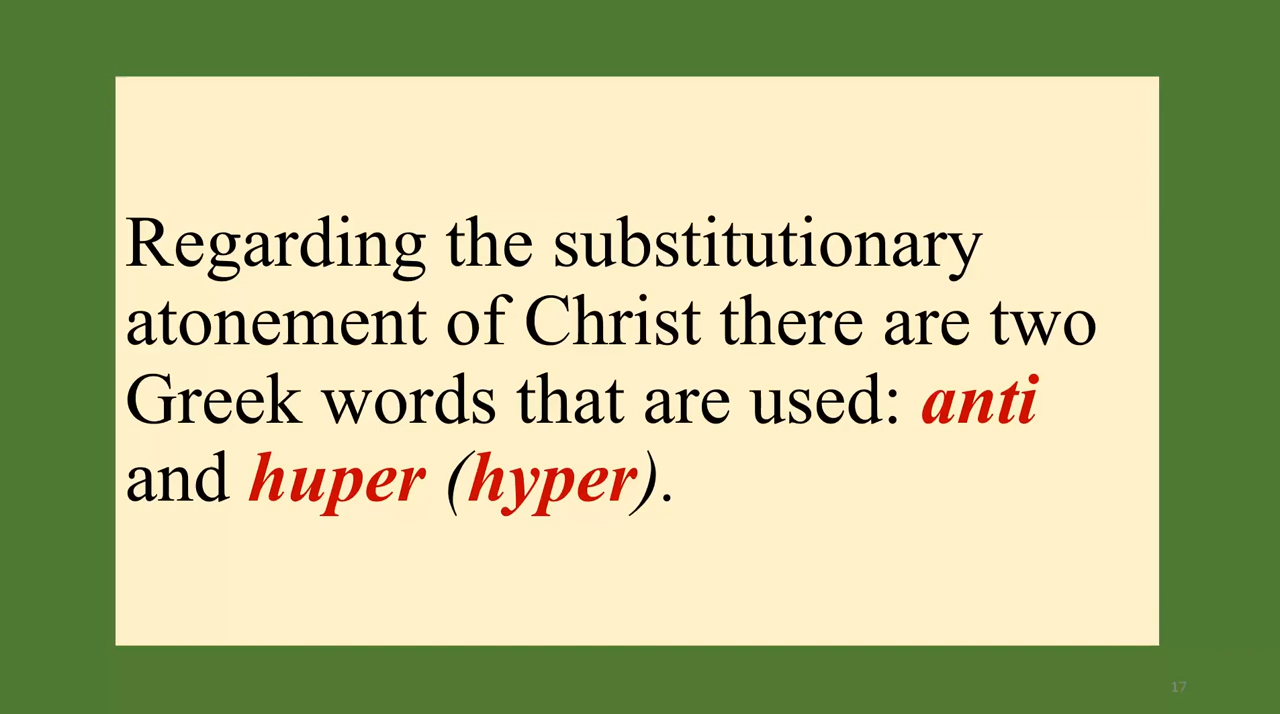 Regarding the substitutionary
atonement of Christ there are two
Greek words that are used: anti
and huper (hyper).
17